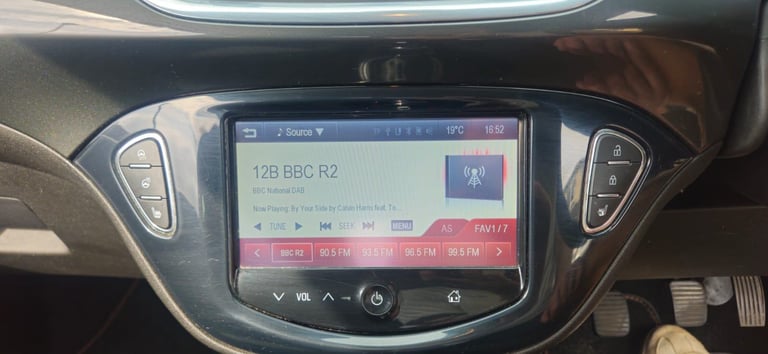 Source 19°C 16:52
12B BBC R2
BBC National DAB
Now Playing: By Your Side by Calvin Harris feat. To...
TUNE SEEK MENU AS FAV1/7
BBC R2 90.5 FM 93.5 FM 96.5 FM 99.5 FM
VOL